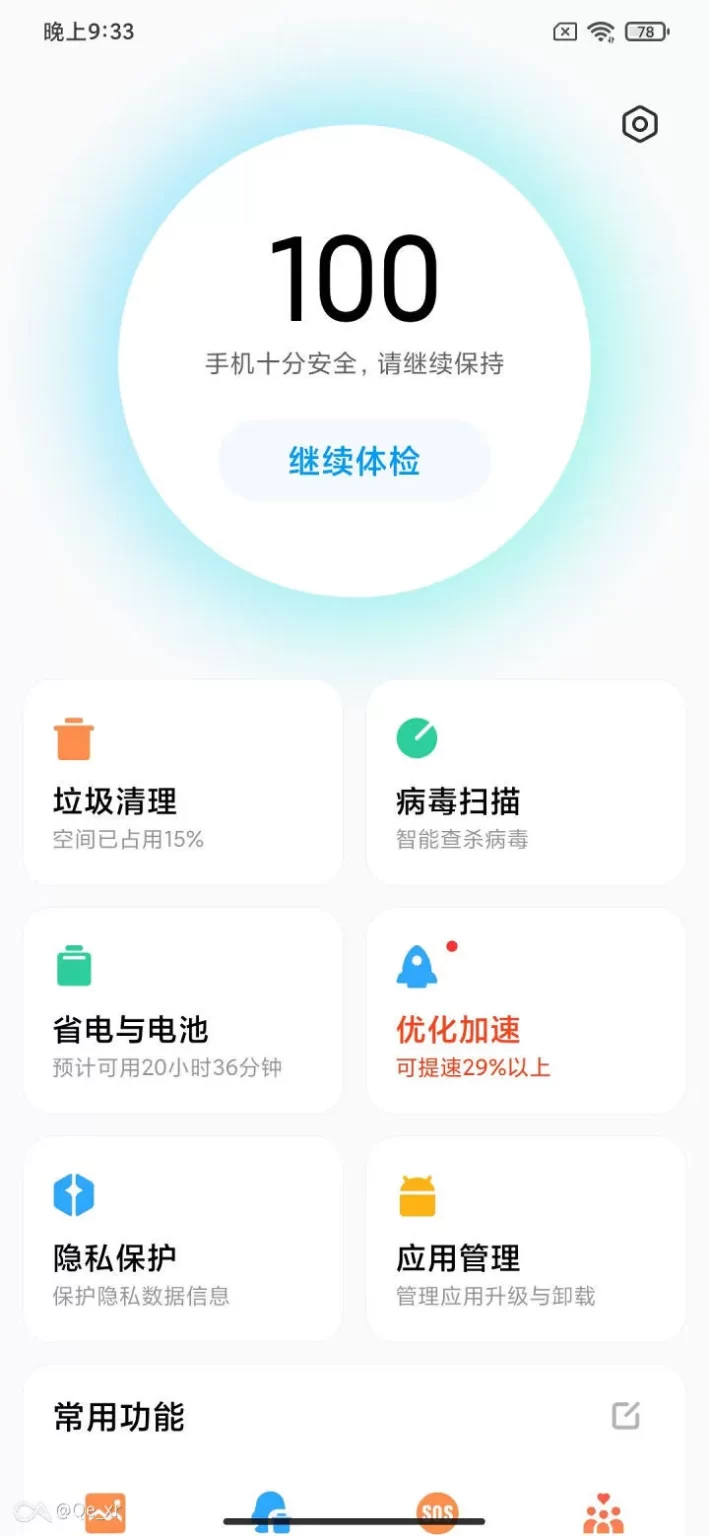 晚上9:33
78
100
手机十分安全，请继续保持
继续体检
垃圾清理
空间已占用15%
病毒扫描
智能查杀病毒
省电与电池
预计可用20小时36分钟
优化加速
可提速29%以上
隐私保护
保护隐私数据信息
应用管理
管理应用升级与卸载
常用功能
SOS